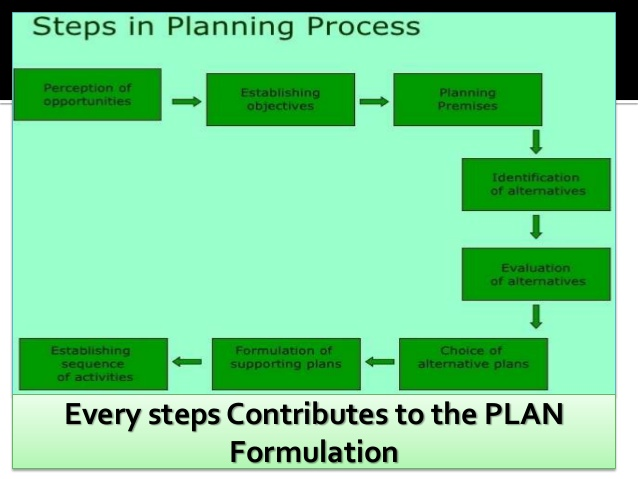 Steps in Planning Process
Perception of
opportunities
Establishing
objectives
Planning
Premises
Identification
of alternatives
Evaluation
of alternatives
Choice of
alternative plans
Formulation of
supporting plans
Establishing
sequence
of activities
Every steps Contributes to the PLAN
Formulation